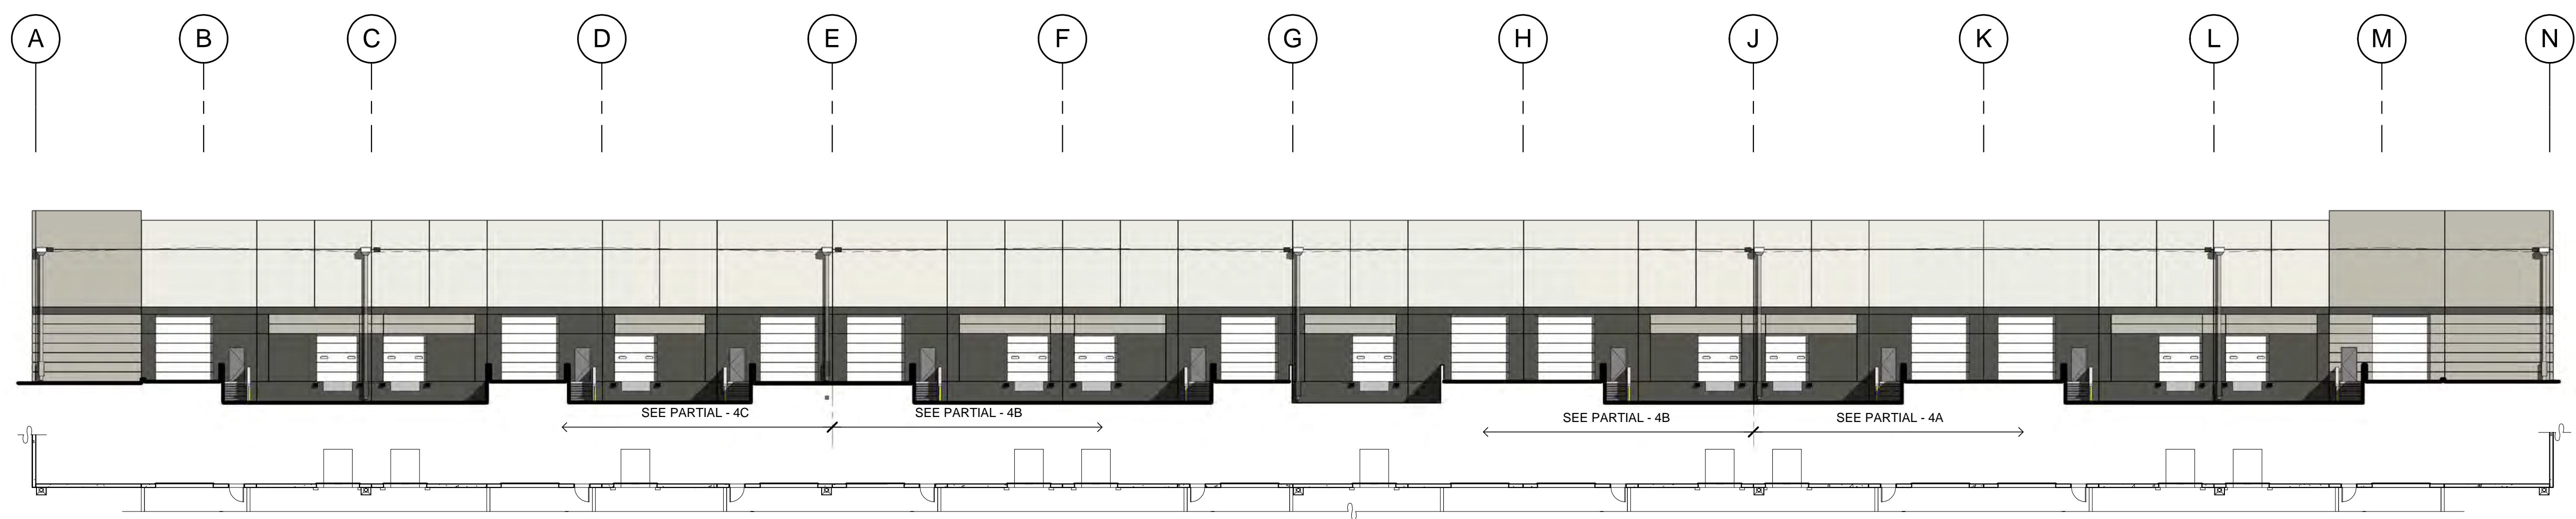 A B C D E F G H J K L M N
SEE PARTIAL - 4C SEE PARTIAL - 4B SEE PARTIAL - 4B SEE PARTIAL - 4A